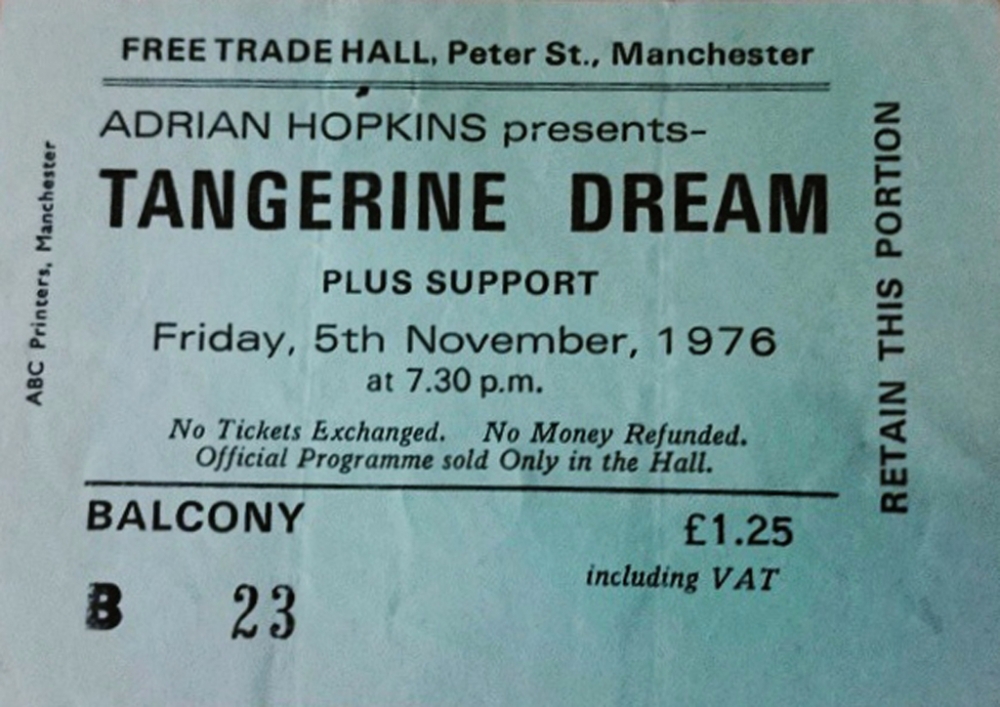 FREE TRADE HALL, Peter St., Manchester
ADRIAN HOPKINS presents-
TANGERINE DREAM
PLUS SUPPORT
Friday, 5th November, 1976
at 7.30 p.m.
No Tickets Exchanged. No Money Refunded.
Official Programme sold Only in the Hall.
BALCONY
£1.25
including VAT
B 23
ABC Printers, Manchester
RETAIN THIS PORTION